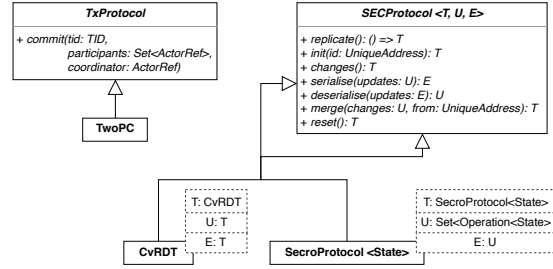 TxProtocol
+ commit(tid: TID,
participants: Set<ActorRef>,
coordinator: ActorRef)
TwoPC
SECProtocol <T, U, E>
+ replicate(): () => T
+ init(id: UniqueAddress): T
+ changes(): T
+ serialise(updates: U): E
+ deserialise(updates: E): U
+ merge(changes: U, from: UniqueAddress): T
+ reset(): T
T: CvRDT
U: T
E: T
CvRDT
T: SecroProtocol<State>
U: Set<Operation<State>
E: U
SecroProtocol <State>